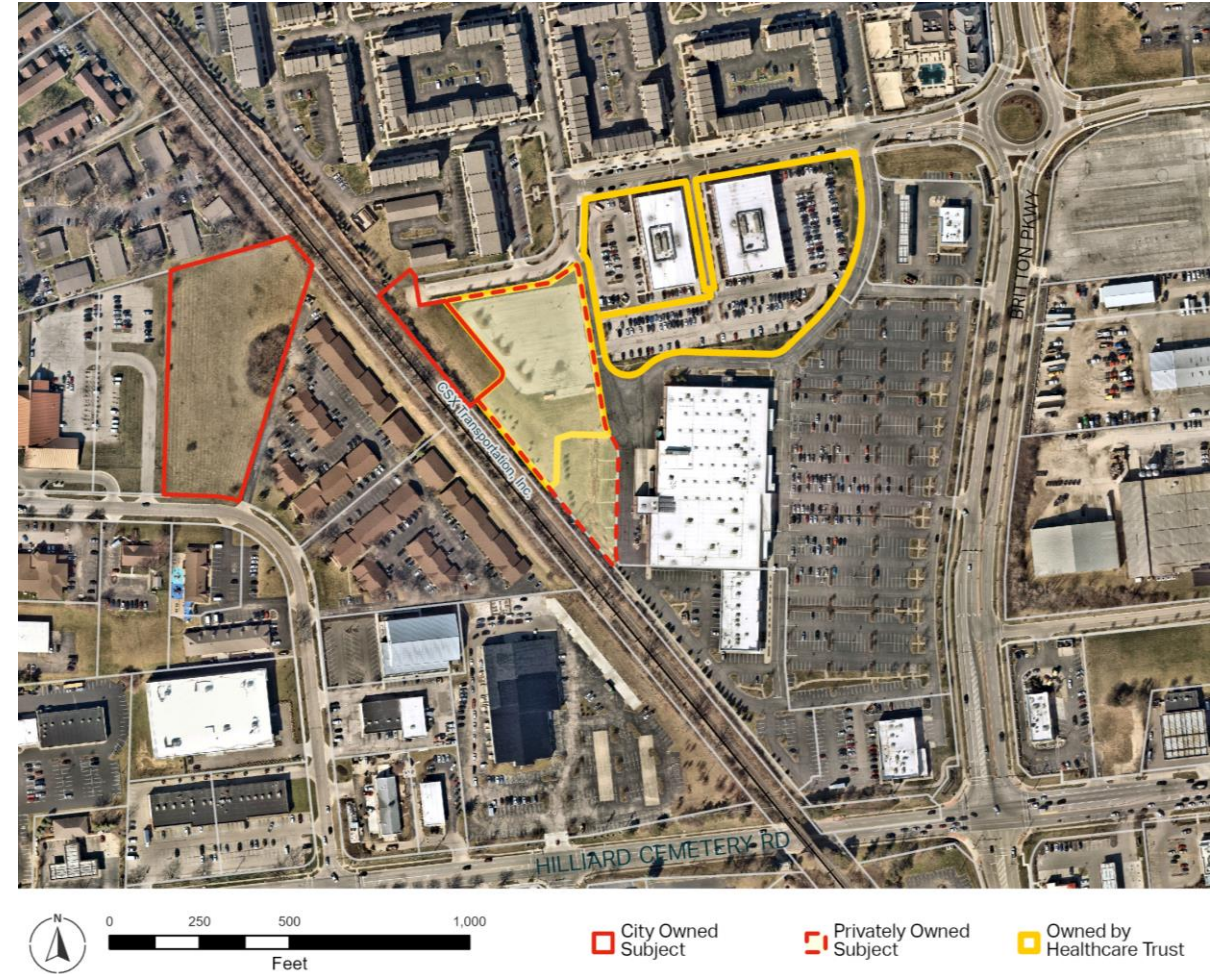 BRITTON PKWY
CSX Transportation, Inc.
HILLIARD CEMETERY RD
N
0 250 500 1,000
Feet
City Owned
Subject
Privately Owned
Subject
Owned by
Healthcare Trust